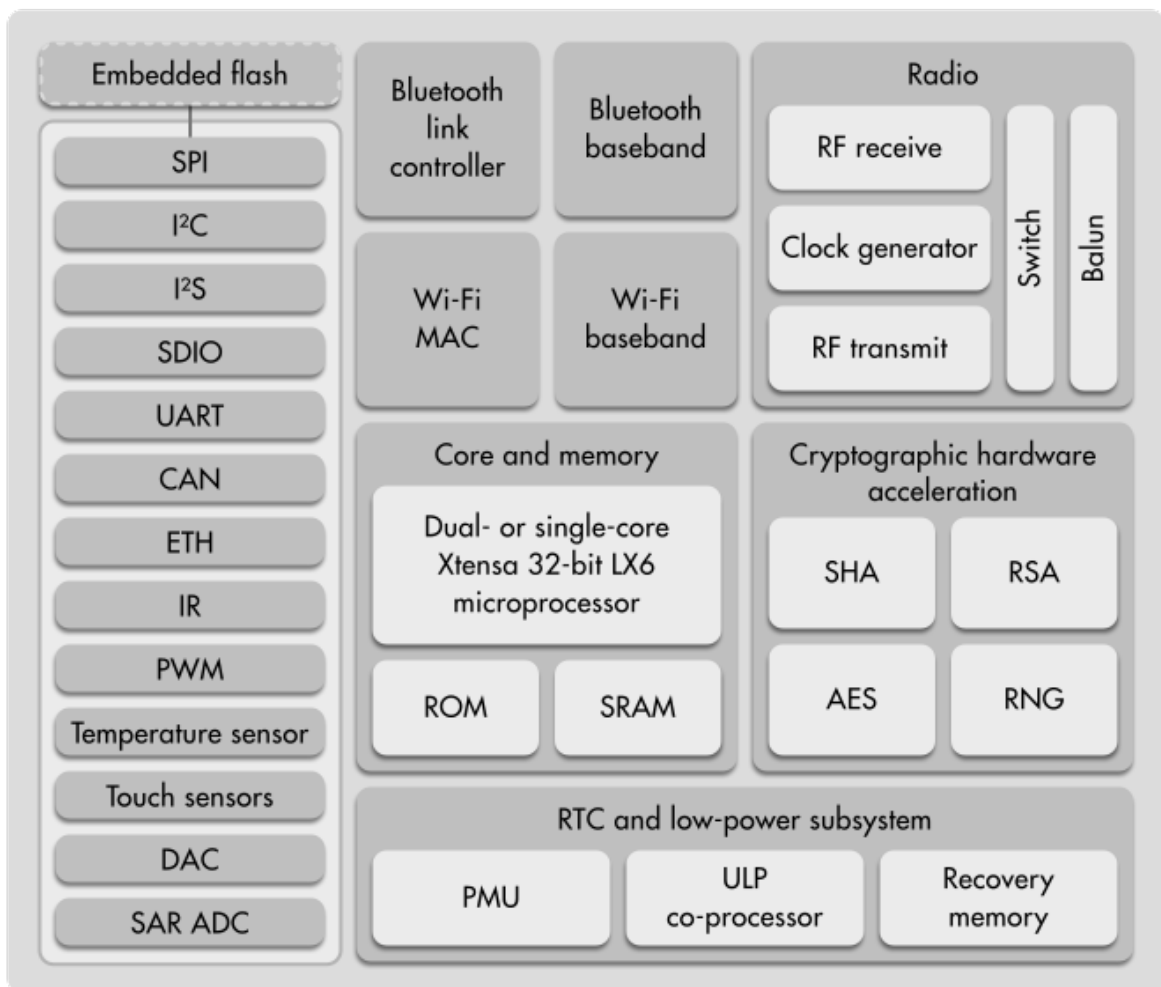 Embedded flash
SPI
I²C
I²S
SDIO
UART
CAN
ETH
IR
PWM
Temperature sensor
Touch sensors
DAC
SAR ADC
Bluetooth
link
controller
Bluetooth
baseband
Wi-Fi
MAC
Wi-Fi
baseband
Radio
RF receive
Clock generator
RF transmit
Switch
Balun
Core and memory
Dual- or single-core
Xtensa 32-bit LX6
microprocessor
ROM
SRAM
Cryptographic hardware
acceleration
SHA
RSA
AES
RNG
RTC and low-power subsystem
PMU
ULP
co-processor
Recovery
memory